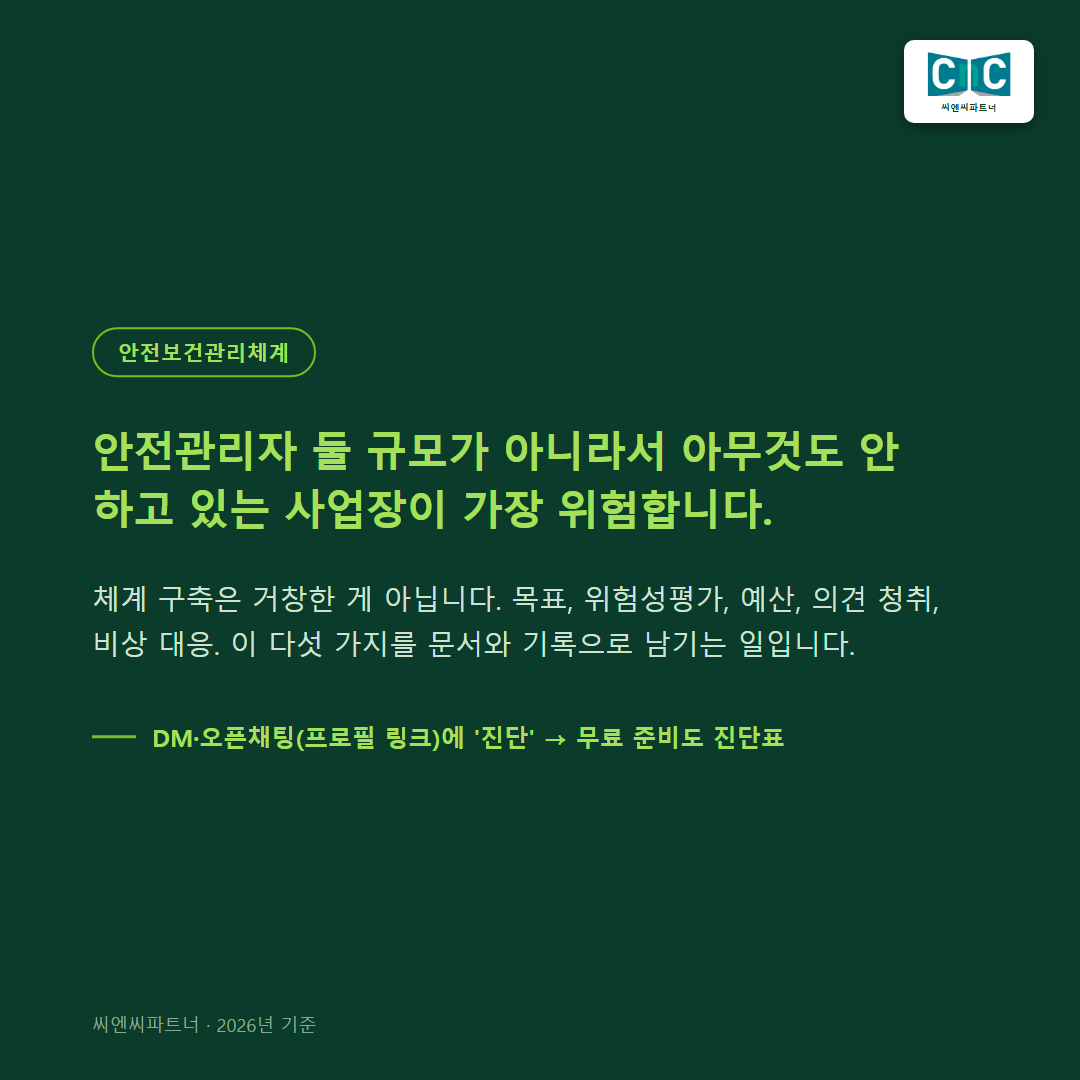 CnC
씨엔씨파트너
안전보건관리체계
안전관리자 둘 규모가 아니라서 아무것도 안
하고 있는 사업장이 가장 위험합니다.
체계 구축은 거창한 게 아닙니다. 목표, 위험성평가, 예산, 의견 청취,
비상 대응. 이 다섯 가지를 문서와 기록으로 남기는 일입니다.
DM·오픈채팅(프로필 링크)에 '진단' → 무료 준비도 진단표
씨엔씨파트너 · 2026년 기준